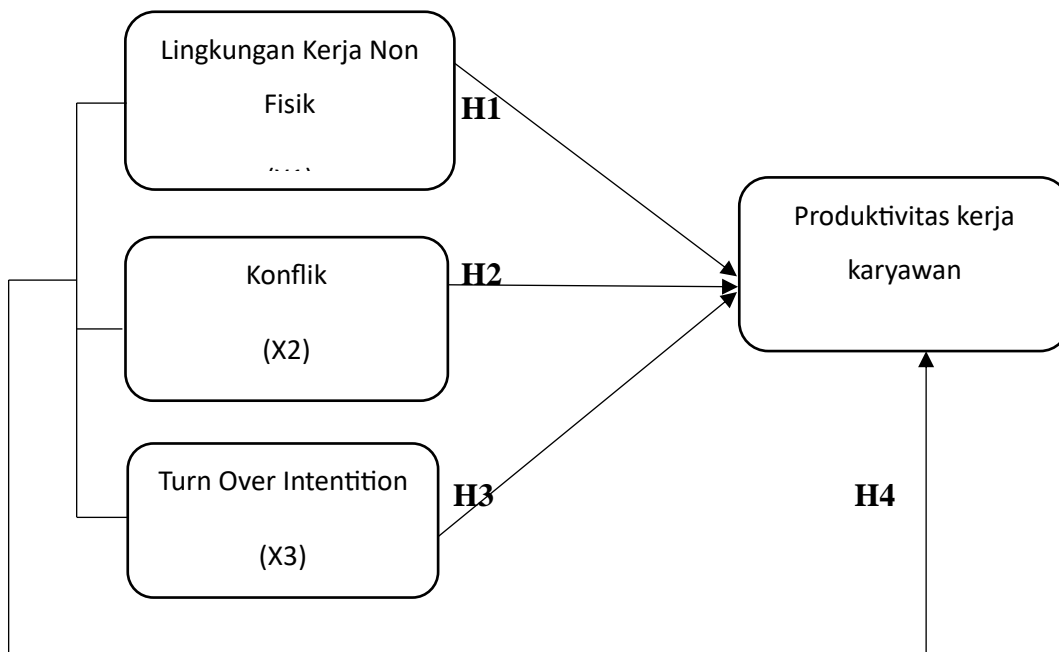 Lingkungan Kerja Non
Fisik
H1
Produktivitas kerja
karyawan
Konflik
(X2)
H2
Turn Over Intentition
(X3)
H3
H4